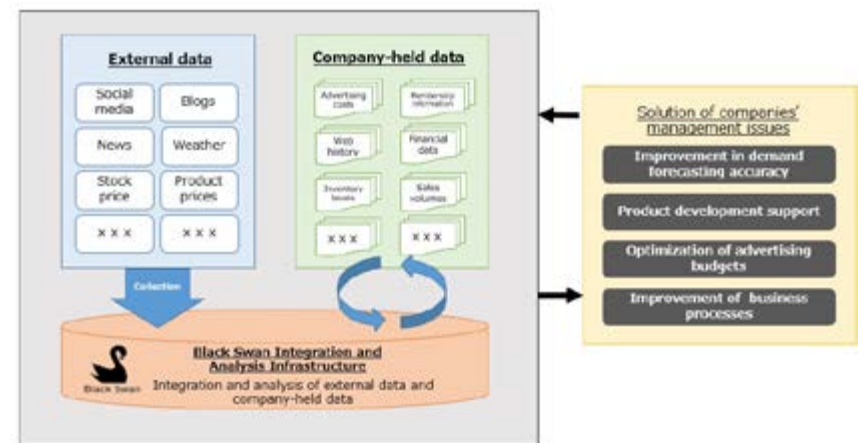 External data
Social
media
Blogs
News
Weather
Stock
price
Product
prices
x x x
x x x
Company-held data
Advertising
costs
Membership
information
Web
history
Financial
data
Inventory
levels
Sales
volumes
x x x
x x x
Collection
Black Swan
Black Swan Integration and
Analysis Infrastructure
Integration and analysis of external data and
company-held data
Solution of companies'
management issues
Improvement in demand
forecasting accuracy
Product development support
Optimization of advertising
budgets
Improvement of business
processes